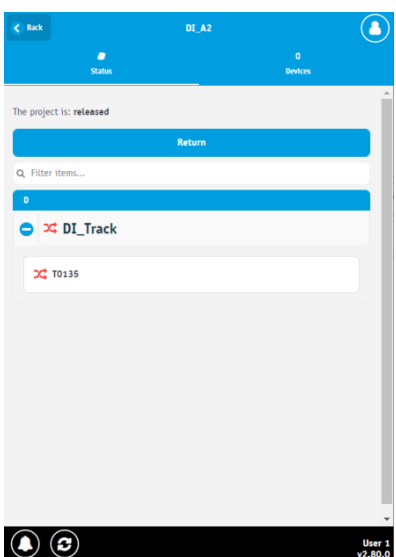 Back
DI_A2
Status
Devices
The project is: released
Return
Filter items...
D
DI_Track
T0135
User 1
v2.80.0